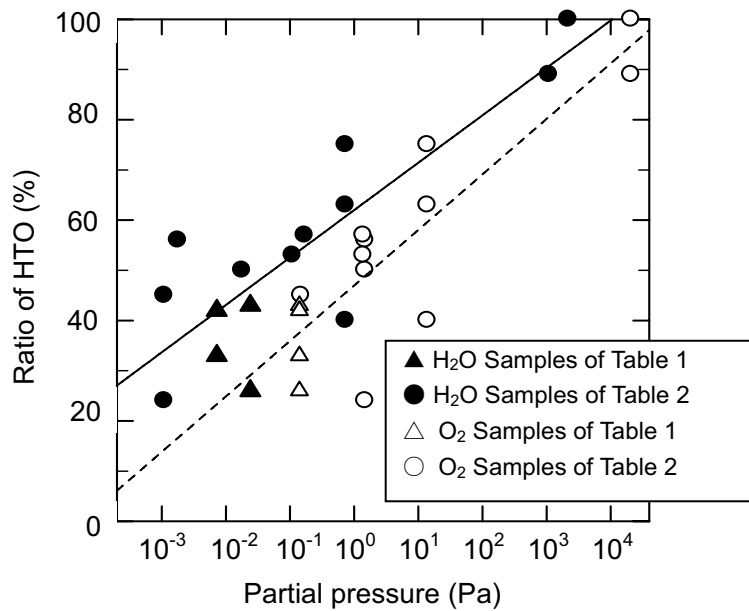 100
80
60
40
20
0
Ratio of HTO (%)
10⁻³ 10⁻² 10⁻¹ 10⁰ 10¹ 10² 10³ 10⁴
Partial pressure (Pa)
H₂O Samples of Table 1
H₂O Samples of Table 2
O₂ Samples of Table 1
O₂ Samples of Table 2